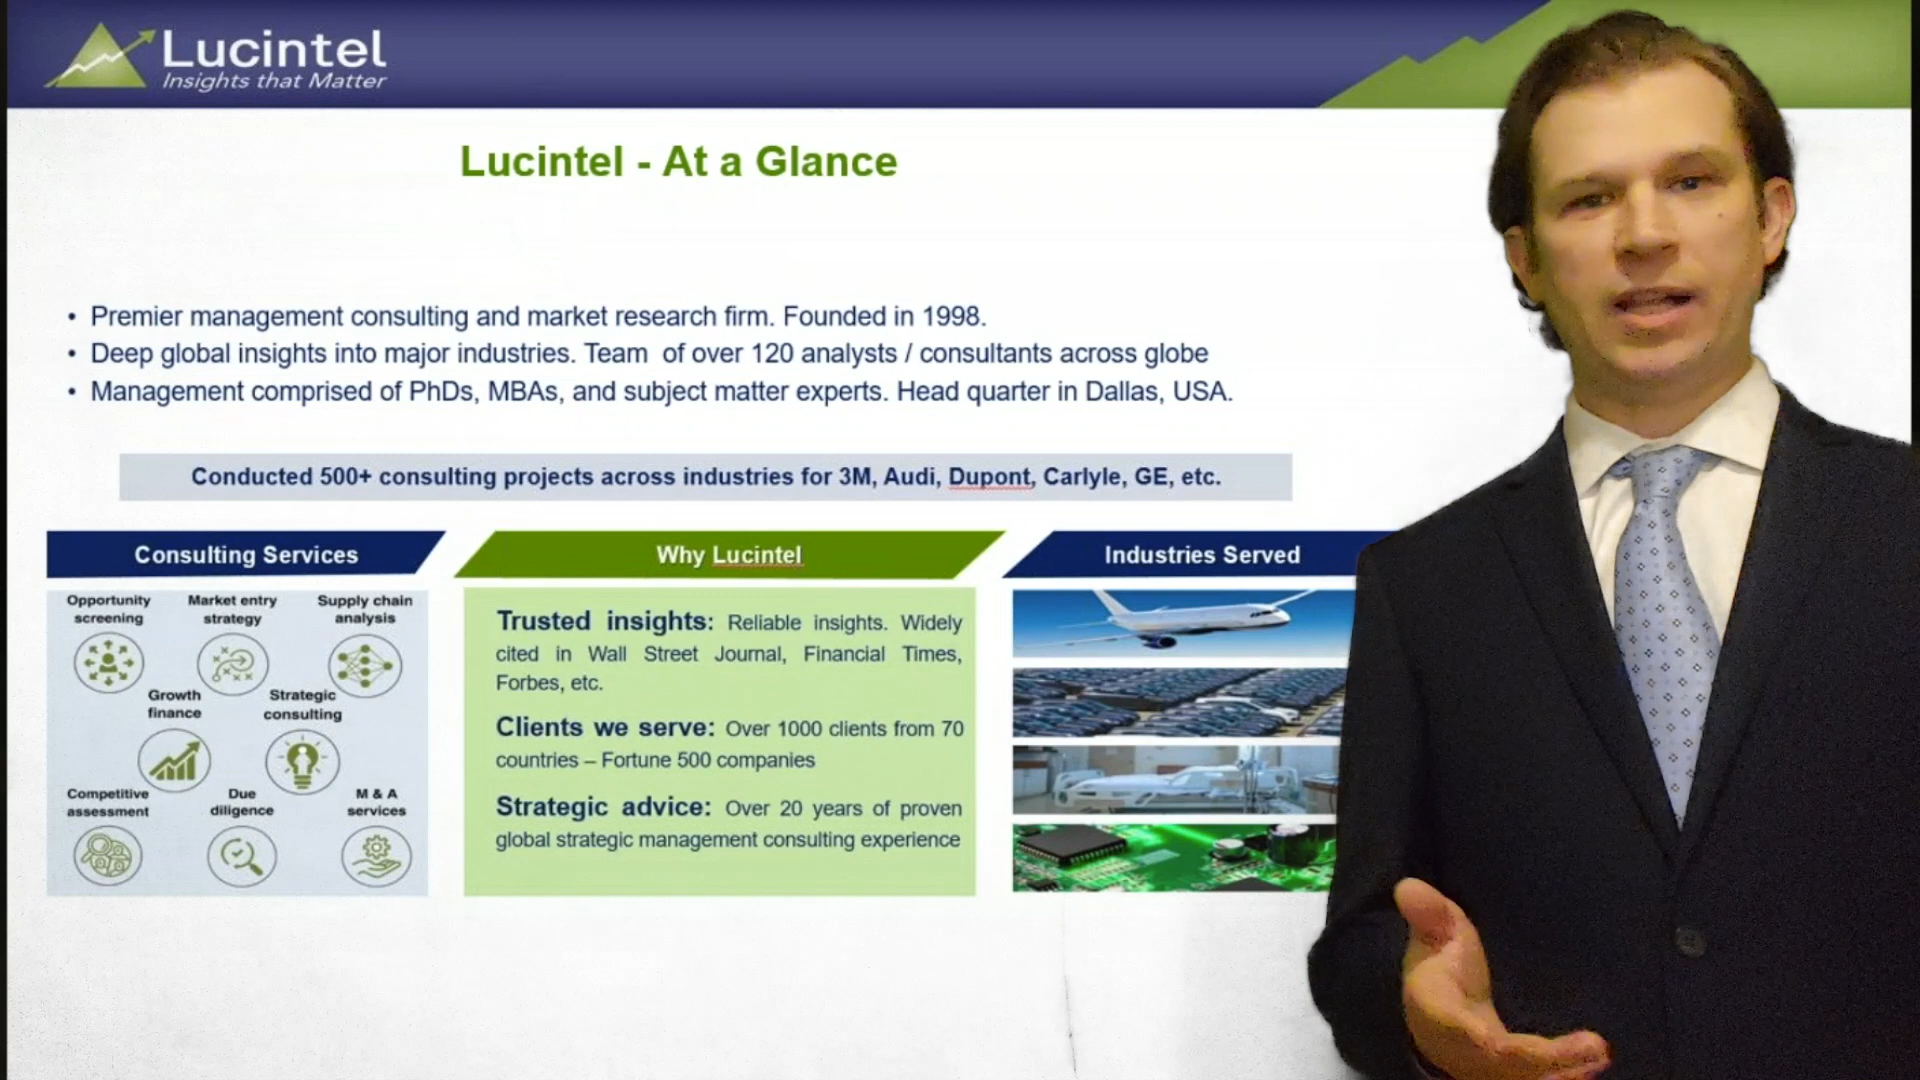 Lucintel
Insights that Matter
Lucintel - At a Glance
• Premier management consulting and market research firm. Founded in 1998.
• Deep global insights into major industries. Team of over 120 analysts / consultants across globe
• Management comprised of PhDs, MBAs, and subject matter experts. Head quarter in Dallas, USA.
Conducted 500+ consulting projects across industries for 3M, Audi, Dupont, Carlyle, GE, etc.
Consulting Services
Opportunity
screening
Market entry
strategy
Supply chain
analysis
Growth
finance
Strategic
consulting
Competitive
assessment
Due
diligence
M & A
services
Why Lucintel
Trusted insights: Reliable insights. Widely
cited in Wall Street Journal, Financial Times,
Forbes, etc.
Clients we serve: Over 1000 clients from 70
countries – Fortune 500 companies
Strategic advice: Over 20 years of proven
global strategic management consulting experience
Industries Served